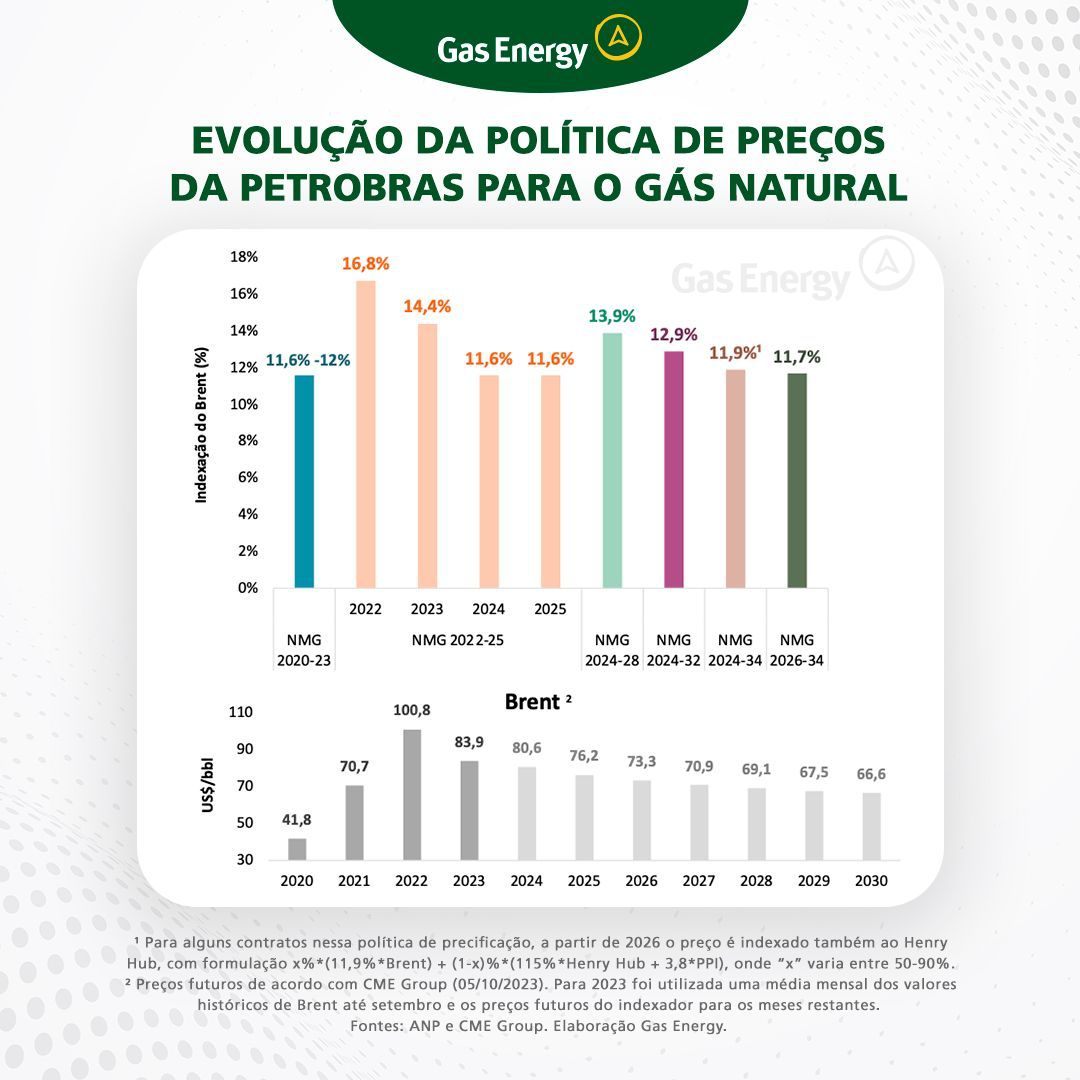 Gas Energy
EVOLUÇÃO DA POLÍTICA DE PREÇOS
DA PETROBRAS PARA O GÁS NATURAL
Gas Energy
Indexação do Brent (%)
18%
16%
14%
12%
10%
8%
6%
4%
2%
0%
11,6% -12%
16,8%
14,4%
11,6%
11,6%
13,9%
12,9%
11,9%¹
11,7%
2022 2023 2024 2025
NMG 2020-23
NMG 2022-25
NMG 2024-28
NMG 2024-32
NMG 2024-34
NMG 2026-34
Brent ²
US$/bbl
110
90
70
50
30
41,8
70,7
100,8
83,9
80,6
76,2
73,3
70,9
69,1
67,5
66,6
2020 2021 2022 2023 2024 2025 2026 2027 2028 2029 2030
¹ Para alguns contratos nessa política de precificação, a partir de 2026 o preço é indexado também ao Henry
Hub, com formulação x%*(11,9%*Brent) + (1-x)%*(115%*Henry Hub + 3,8*PPI), onde “x” varia entre 50-90%.
² Preços futuros de acordo com CME Group (05/10/2023). Para 2023 foi utilizada uma média mensal dos valores
históricos de Brent até setembro e os preços futuros do indexador para os meses restantes.
Fontes: ANP e CME Group. Elaboração Gas Energy.